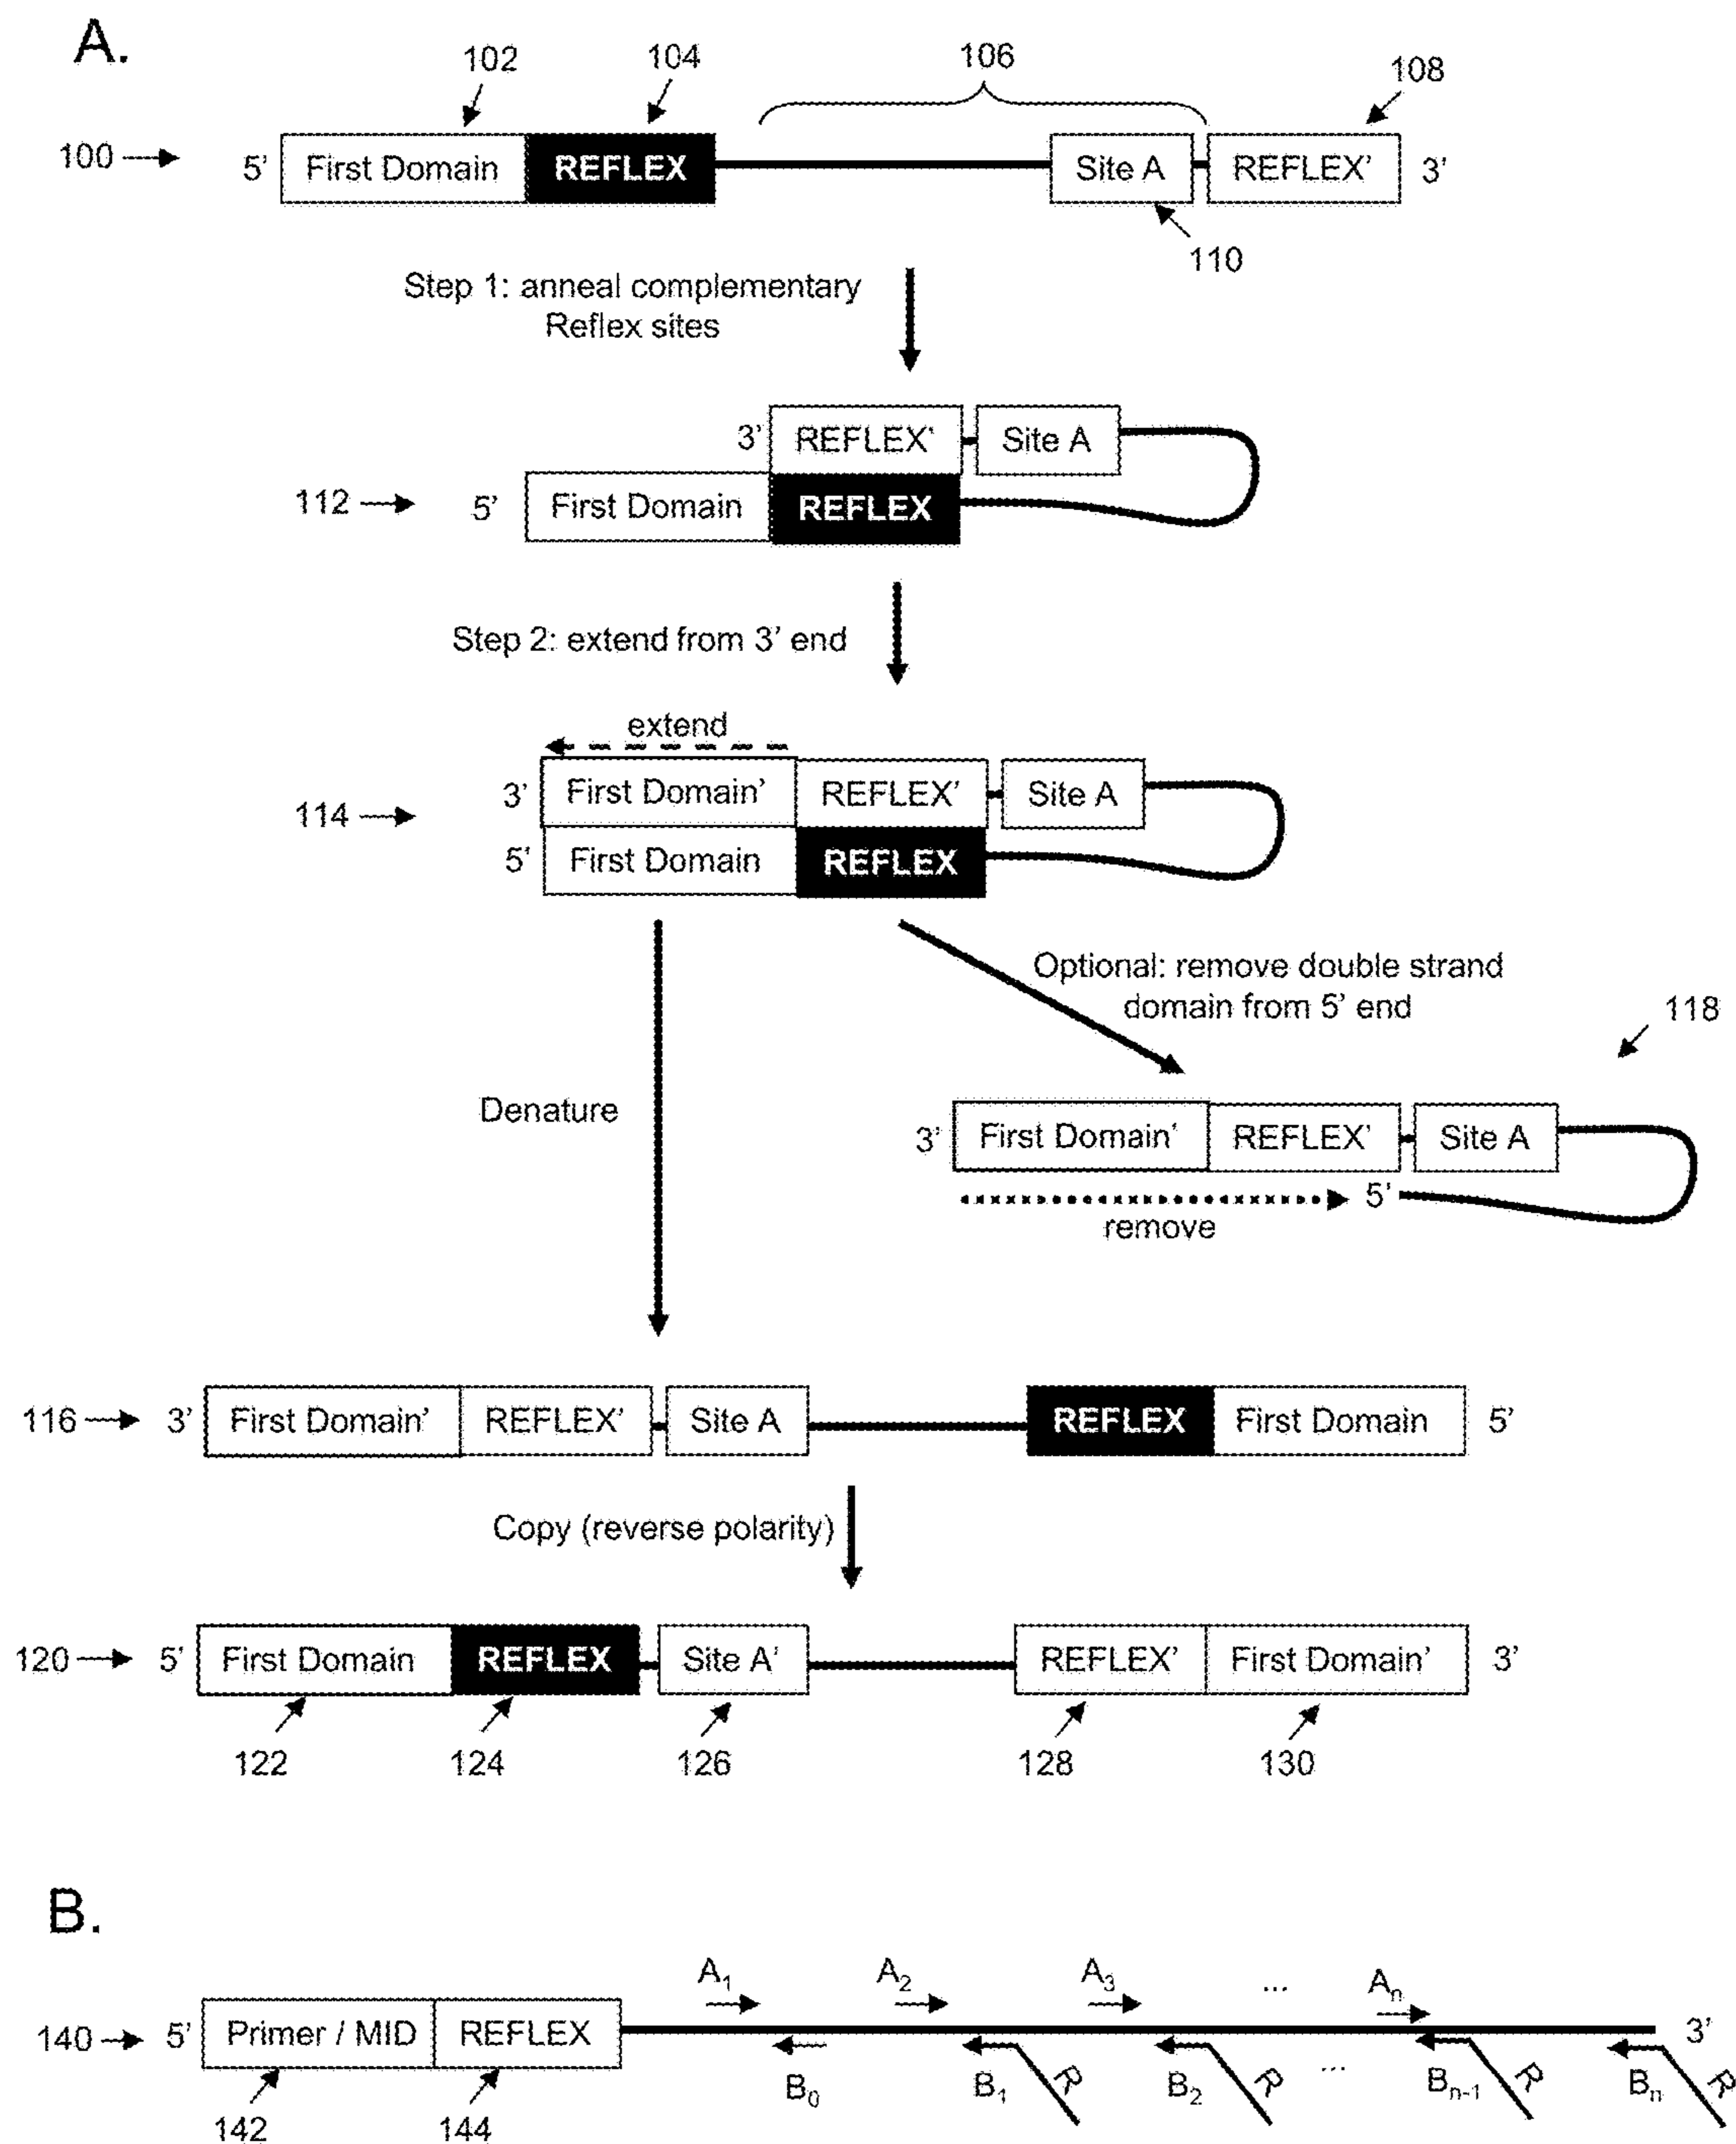 A.
102 104 106 108
100 5' First Domain REFLEX Site A REFLEX' 3'
110
Step 1: anneal complementary
Reflex sites
3' REFLEX' Site A
112 5' First Domain REFLEX
Step 2: extend from 3' end
extend
3' First Domain' REFLEX' Site A
114
5' First Domain REFLEX
Optional: remove double strand
domain from 5' end
118
Denature
3' First Domain' REFLEX' Site A
5'
remove
116 3' First Domain' REFLEX' Site A REFLEX First Domain 5'
Copy (reverse polarity)
120 5' First Domain REFLEX Site A' REFLEX' First Domain' 3'
122 124 126 128 130
B.
A₁ A₂ A₃ ... Aₙ
140 5' Primer / MID REFLEX 3'
B₀ B₁ R B₂ R ... Bₙ₋₁ R Bₙ R
142 144